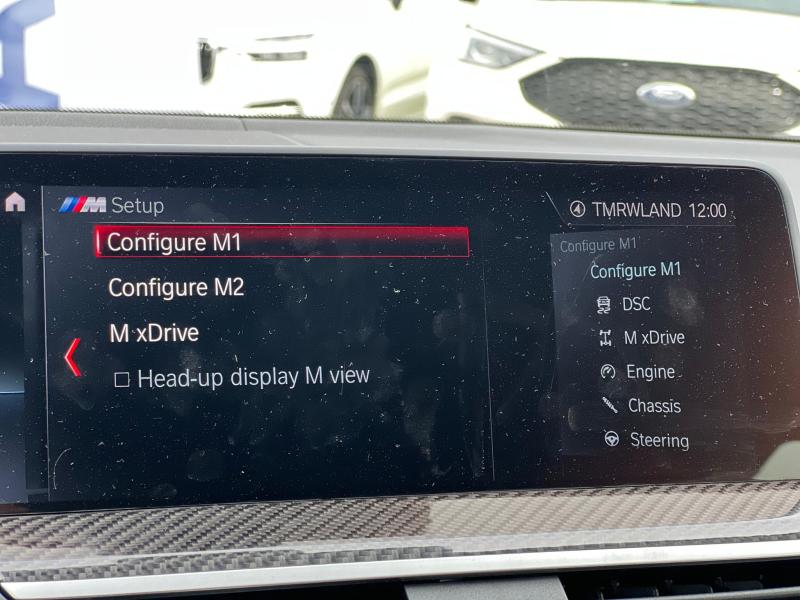 M Setup
TMRWLAND 12:00
Configure M1
Configure M2
M xDrive
Head-up display M view
Configure M1
Configure M1
DSC
M xDrive
Engine
Chassis
Steering
Ford